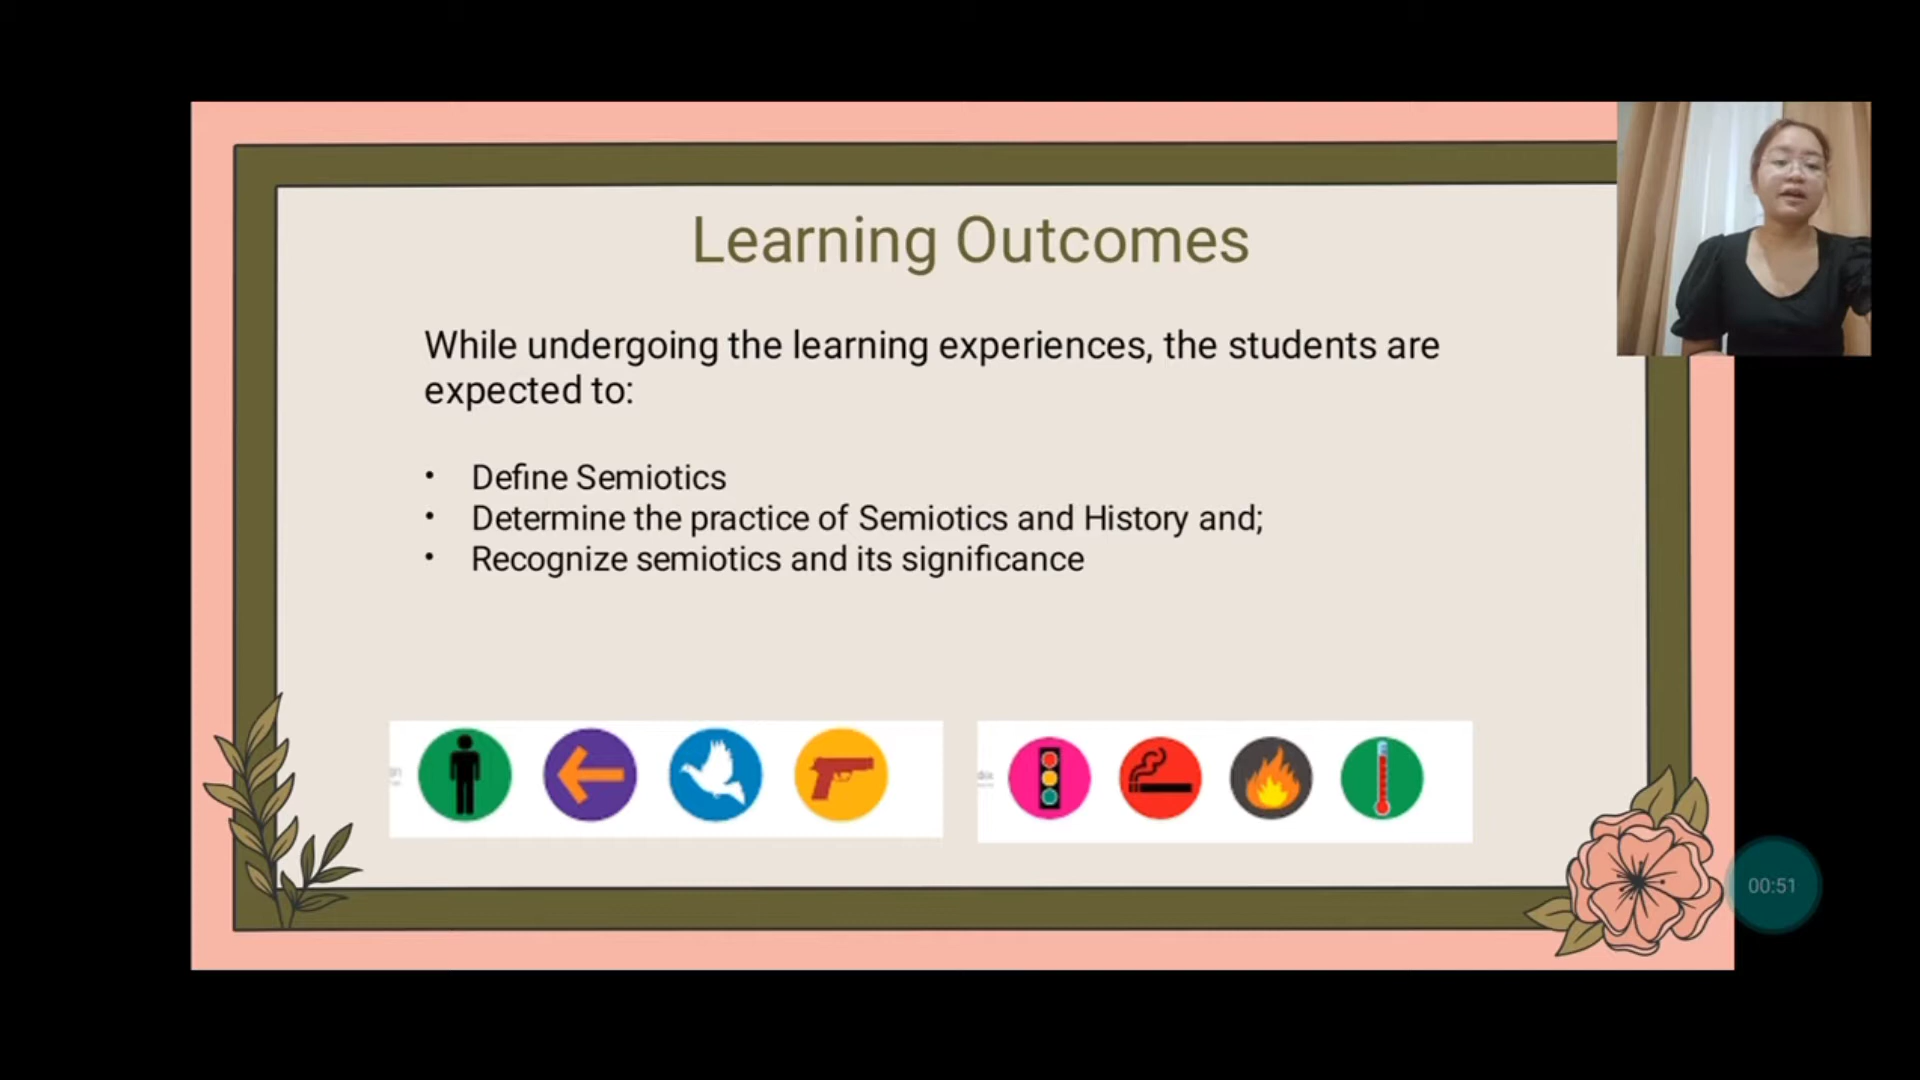 Learning Outcomes
While undergoing the learning experiences, the students are
expected to:
• Define Semiotics
• Determine the practice of Semiotics and History and;
• Recognize semiotics and its significance
00:51